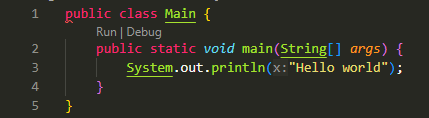 1 public class Main {
Run | Debug
2 public static void main(String[] args) {
3 System.out.println(x:"Hello world");
4 }
5 }